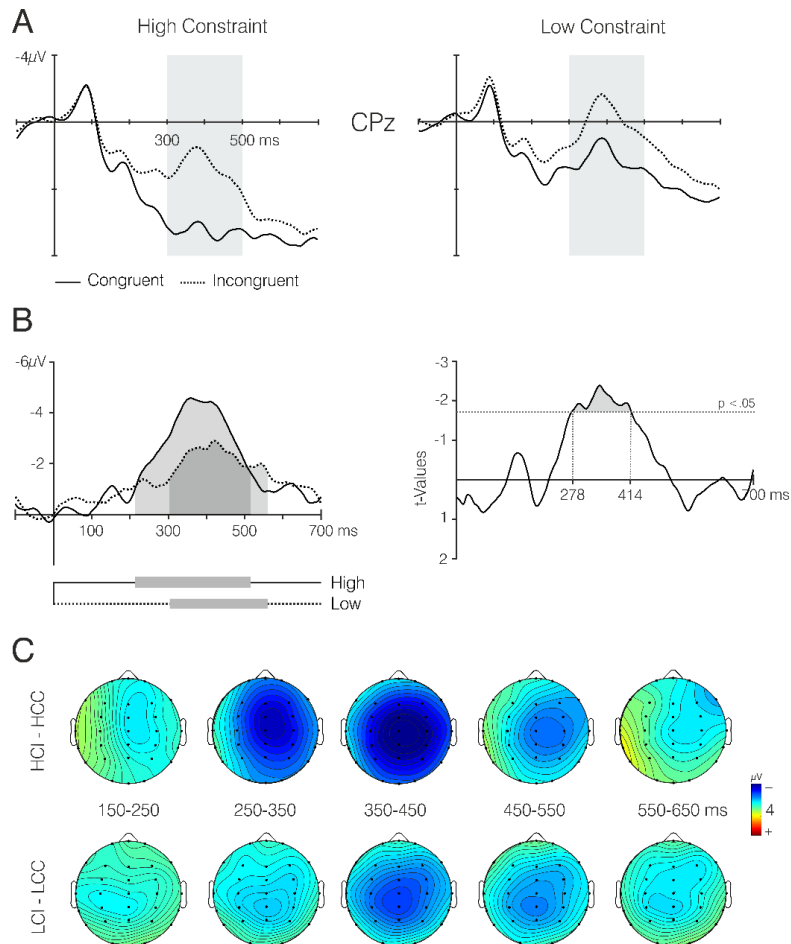 A
High Constraint
Low Constraint
-4µV
300
500 ms
CPz
Congruent
Incongruent
B
-6µV
-4
-2
100
300
500
700 ms
High
Low
-3
-2
-1
1
2
t-Values
p < .05
278
414
00 ms
C
HCI - HCC
150-250
250-350
350-450
450-550
550-650 ms
µV
–
4
+
LCI - LCC